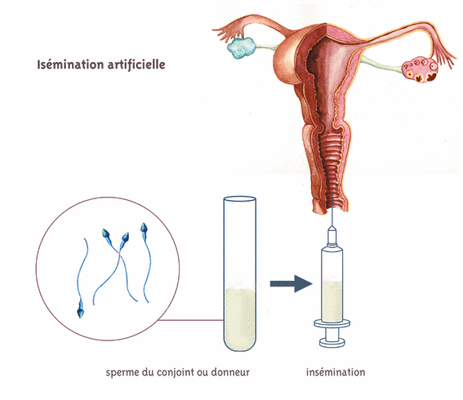 Isémination artificielle
sperme du conjoint ou donneur
insémination